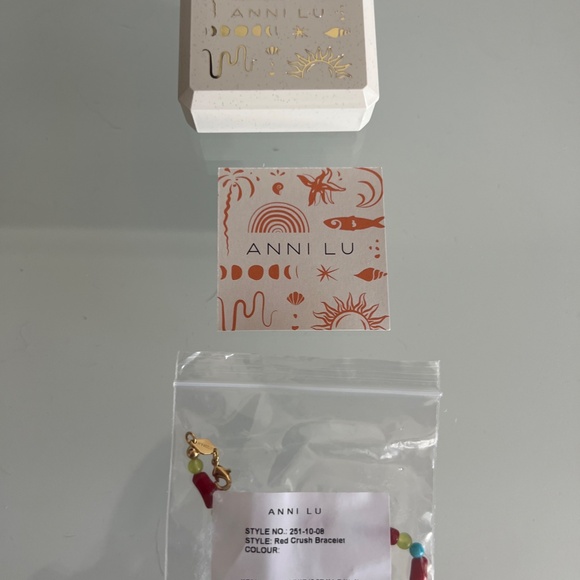 ANNI LU
ANNI LU
ANNI LU
STYLE NO.: 251-10-08
STYLE: Red Crush Bracelet
COLOUR: